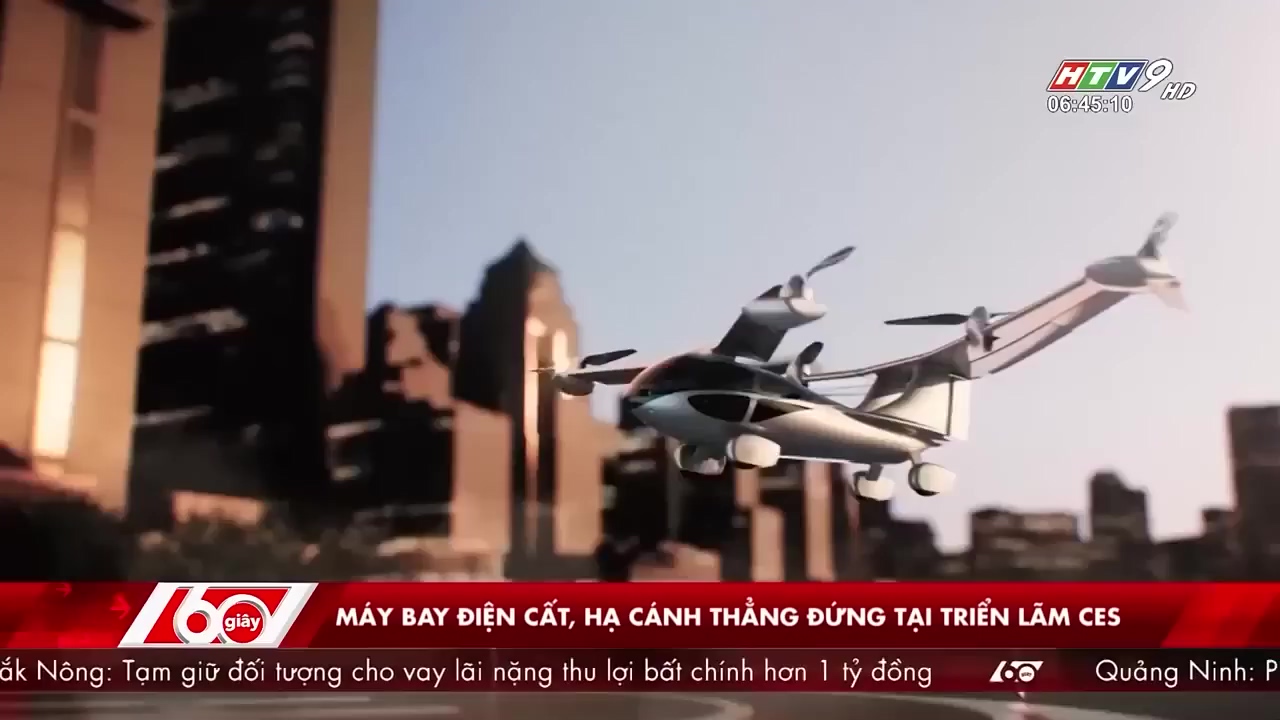 HTV9 HD
06:45:10
60 giây
MÁY BAY ĐIỆN CẤT, HẠ CÁNH THẲNG ĐỨNG TẠI TRIỂN LÃM CES
ắk Nông: Tạm giữ đối tượng cho vay lãi nặng thu lợi bất chính hơn 1 tỷ đồng 60 giây Quảng Ninh: P